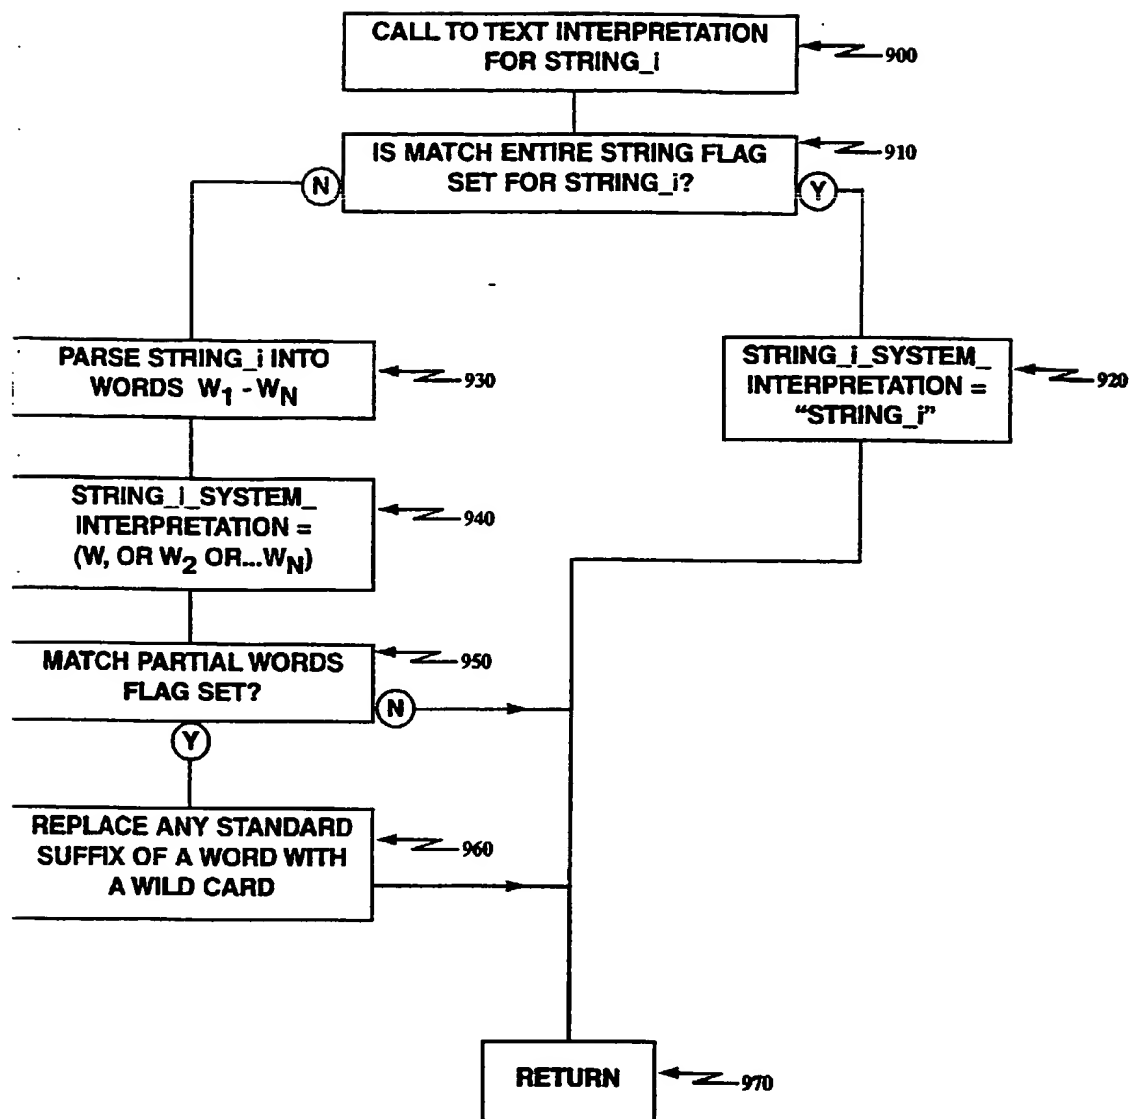 CALL TO TEXT INTERPRETATION
FOR STRING_i
900
IS MATCH ENTIRE STRING FLAG
SET FOR STRING_i?
910
N
Y
PARSE STRING_i INTO
WORDS W1 - WN
930
STRING_i_SYSTEM_
INTERPRETATION =
“STRING_i”
920
STRING_i_SYSTEM_
INTERPRETATION =
(W, OR W2 OR...WN)
940
MATCH PARTIAL WORDS
FLAG SET?
950
N
Y
REPLACE ANY STANDARD
SUFFIX OF A WORD WITH
A WILD CARD
960
RETURN
970